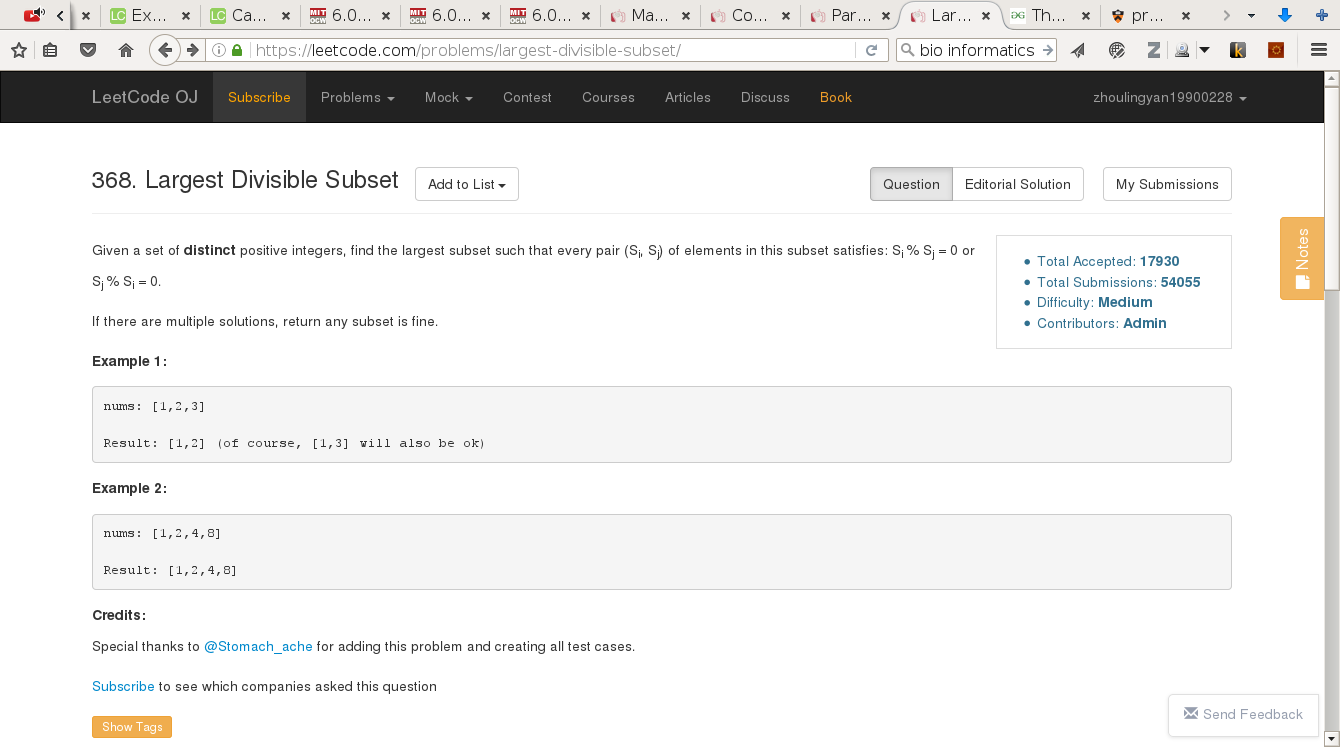 Ex... Ca... 6.0... 6.0... 6.0... Ma... Co... Par... Lar... Th... pr...
https://leetcode.com/problems/largest-divisible-subset/ bio informatics
LeetCode OJ Subscribe Problems Mock Contest Courses Articles Discuss Book zhoulingyan19900228
368. Largest Divisible Subset Add to List Question Editorial Solution My Submissions
Given a set of distinct positive integers, find the largest subset such that every pair (Si, Sj) of elements in this subset satisfies: Si % Sj = 0 or
Sj % Si = 0.
If there are multiple solutions, return any subset is fine.
Total Accepted: 17930
Total Submissions: 54055
Difficulty: Medium
Contributors: Admin
Notes
Example 1:
nums: [1,2,3]
Result: [1,2] (of course, [1,3] will also be ok)
Example 2:
nums: [1,2,4,8]
Result: [1,2,4,8]
Credits:
Special thanks to @Stomach_ache for adding this problem and creating all test cases.
Subscribe to see which companies asked this question
Show Tags
Send Feedback